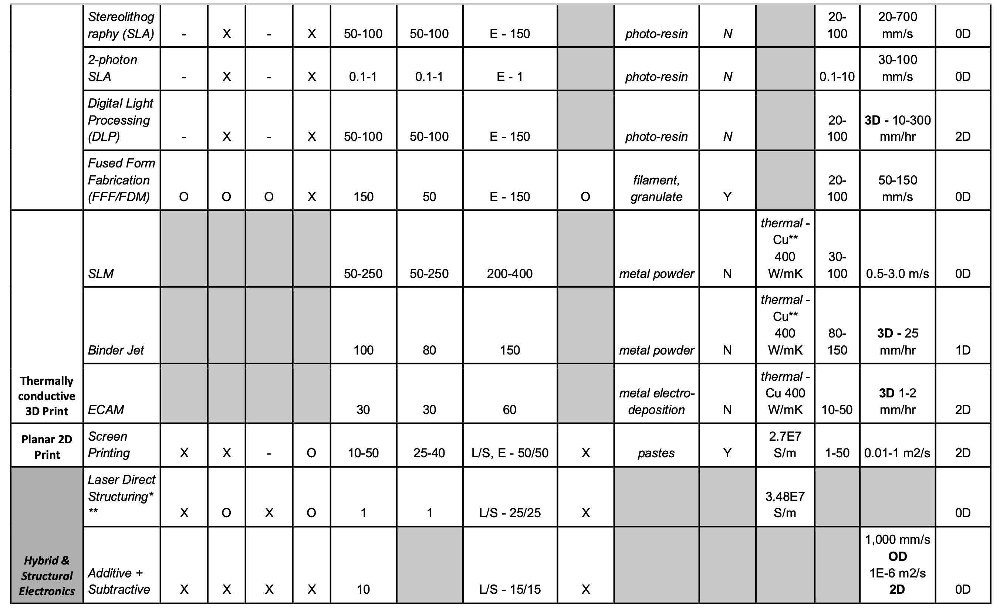 Stereolithog
raphy (SLA)
-
X
-
X
50-100
50-100
E - 150
photo-resin
N
20-
100
20-700
mm/s
0D
2-photon
SLA
-
X
-
X
0.1-1
0.1-1
E - 1
photo-resin
N
0.1-10
30-100
mm/s
0D
Digital Light
Processing
(DLP)
-
X
-
X
50-100
50-100
E - 150
photo-resin
N
20-
100
3D - 10-300
mm/hr
2D
Fused Form
Fabrication
(FFF/FDM)
O
O
O
X
150
50
E - 150
O
filament,
granulate
Y
20-
100
50-150
mm/s
0D
Thermally
conductive
3D Print
SLM
50-250
50-250
200-400
metal powder
N
thermal -
Cu**
400
W/mK
30-
100
0.5-3.0 m/s
0D
Binder Jet
100
80
150
metal powder
N
thermal -
Cu**
400
W/mK
80-
150
3D - 25
mm/hr
1D
ECAM
30
30
60
metal electro-
deposition
N
thermal -
Cu 400
W/mK
10-50
3D 1-2
mm/hr
2D
Planar 2D
Print
Screen
Printing
X
X
-
O
10-50
25-40
L/S, E - 50/50
X
pastes
Y
2.7E7
S/m
1-50
0.01-1 m2/s
2D
Hybrid &
Structural
Electronics
Laser Direct
Structuring*
**
X
O
X
O
1
1
L/S - 25/25
X
3.48E7
S/m
0D
Additive +
Subtractive
X
X
X
X
10
L/S - 15/15
X
1,000 mm/s
OD
1E-6 m2/s
2D
0D